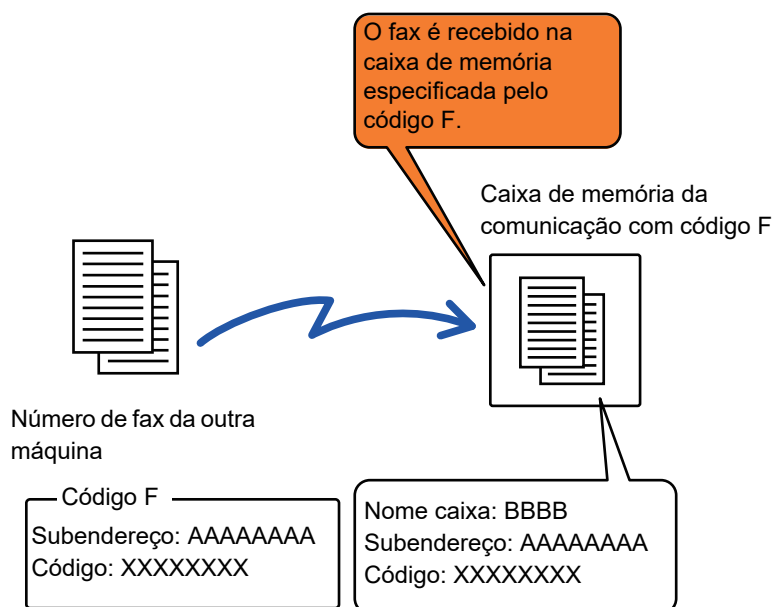 O fax é recebido na
caixa de memória
especificada pelo
código F.
Caixa de memória da
comunicação com código F
Número de fax da outra
máquina
Código F
Subendereço: AAAAAAAA
Código: XXXXXXXX
Nome caixa: BBBB
Subendereço: AAAAAAAA
Código: XXXXXXXX